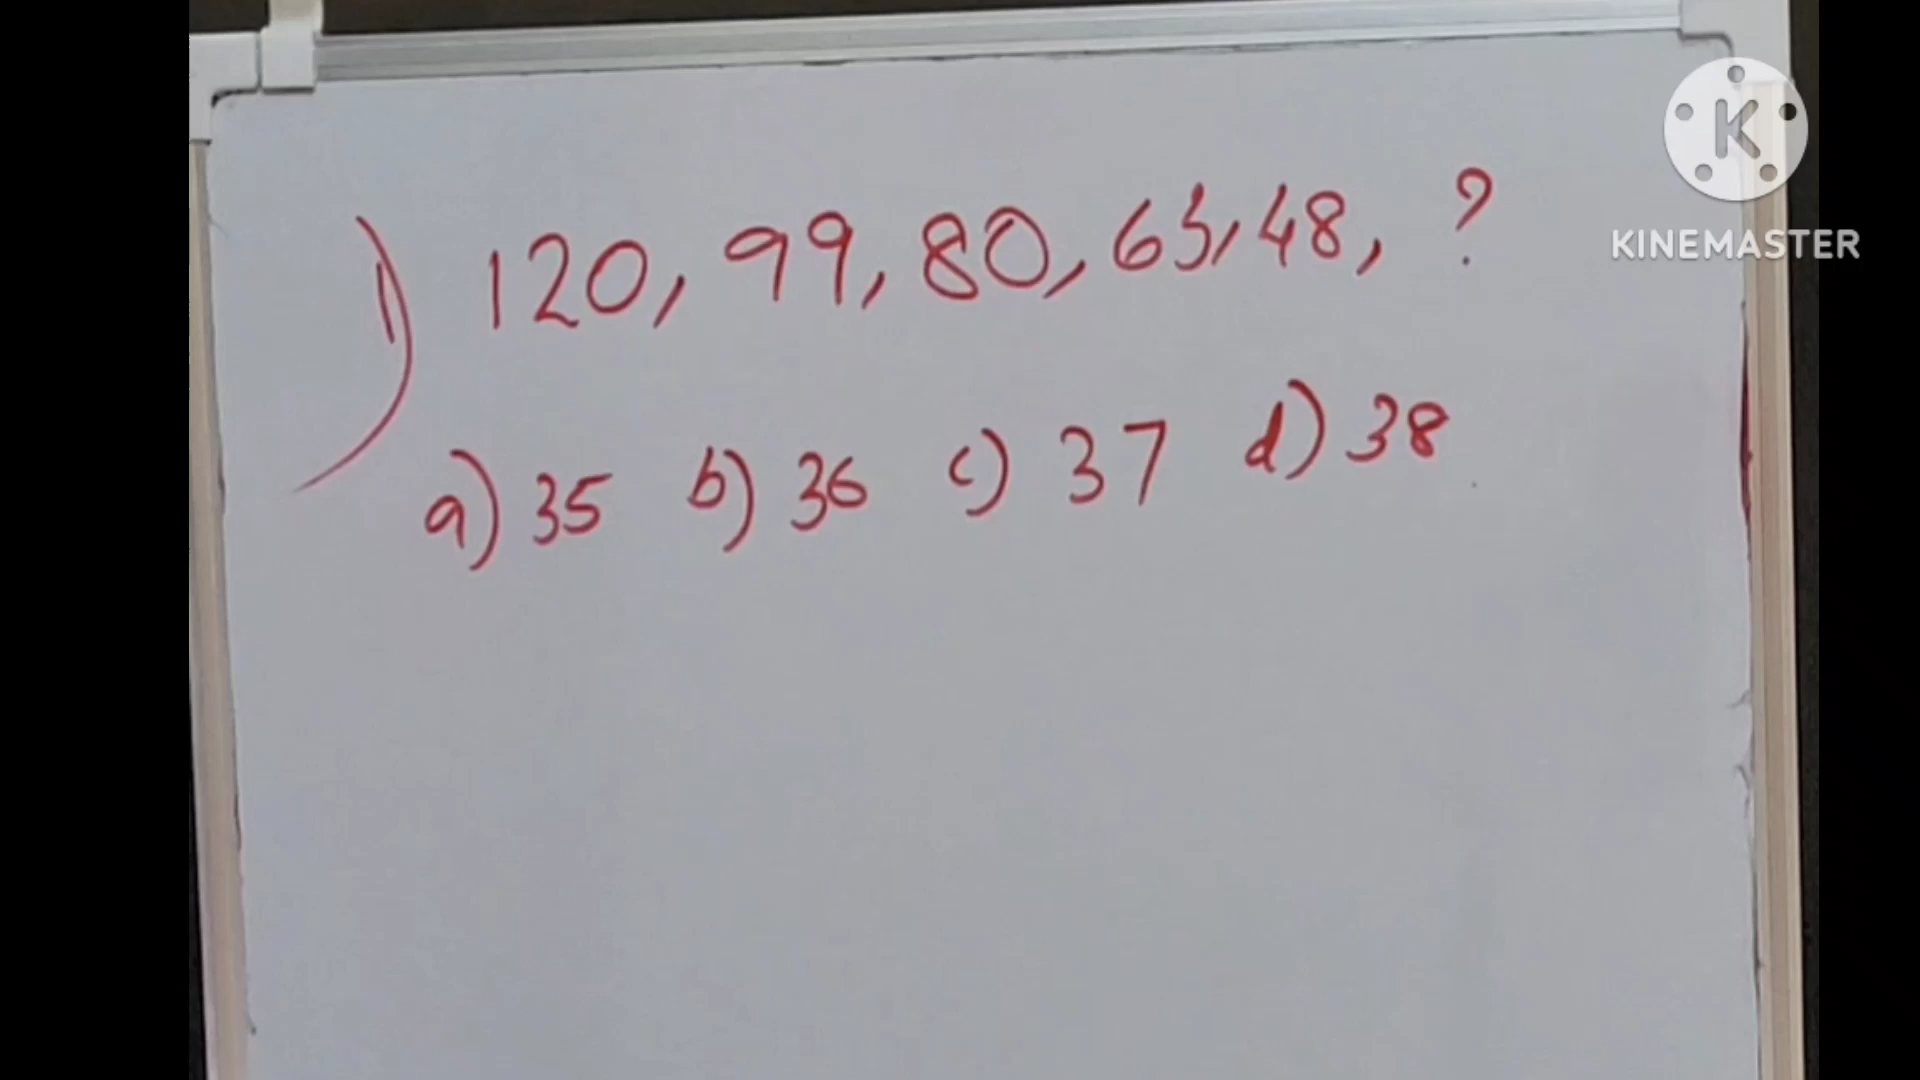 1) 120, 99, 80, 63, 48, ?
a) 35 b) 36 c) 37 d) 38
K
KINEMASTER